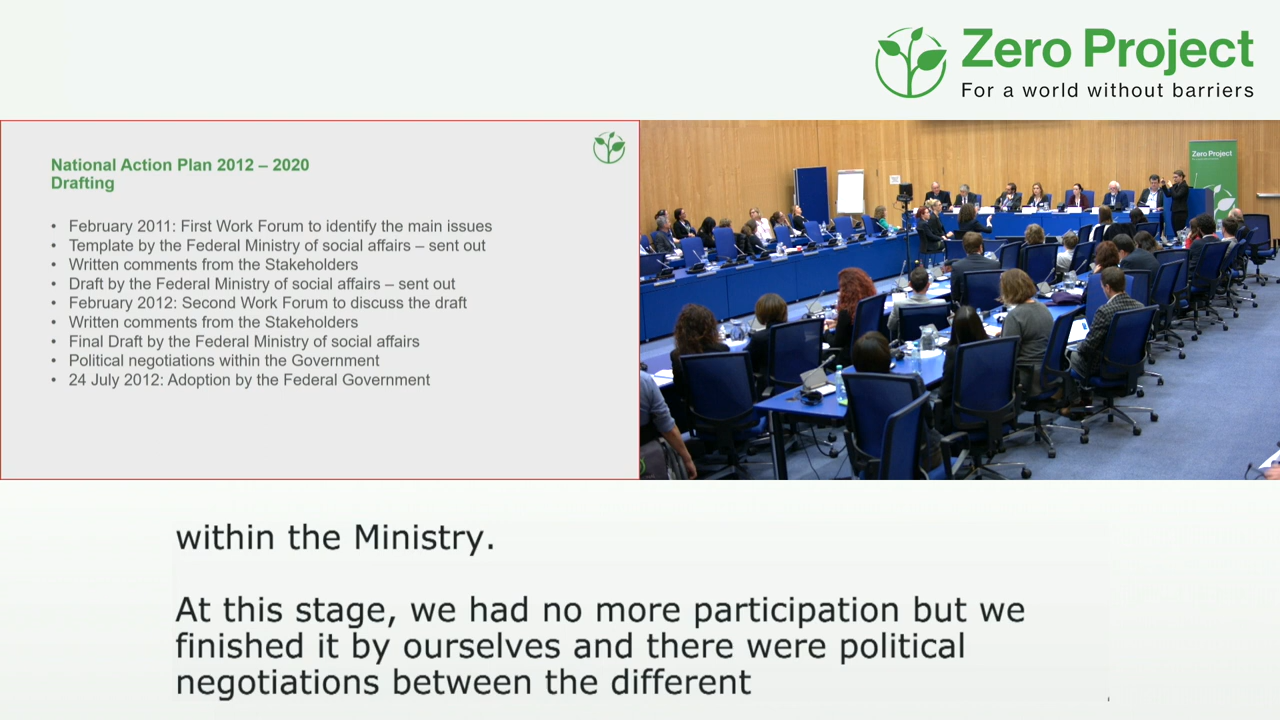 Zero Project
For a world without barriers
National Action Plan 2012 – 2020
Drafting
• February 2011: First Work Forum to identify the main issues
• Template by the Federal Ministry of social affairs – sent out
• Written comments from the Stakeholders
• Draft by the Federal Ministry of social affairs – sent out
• February 2012: Second Work Forum to discuss the draft
• Written comments from the Stakeholders
• Final Draft by the Federal Ministry of social affairs
• Political negotiations within the Government
• 24 July 2012: Adoption by the Federal Government
Zero Project
within the Ministry.
At this stage, we had no more participation but we
finished it by ourselves and there were political
negotiations between the different